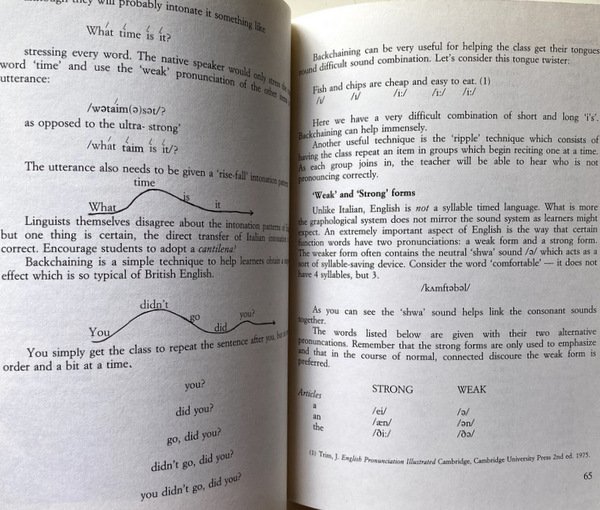 they will probably intonate it something like
What time is it?
stressing every word. The native speaker would only stress the
word 'time' and use the 'weak' pronunciation of the other
utterance:
/wətaim(ə)sət/?
as opposed to the ultra- strong'
/what taim is it/?
The utterance also needs to be given a 'rise-fall' intonation
time
What is it
Linguists themselves disagree about the intonation patterns of
but one thing is certain, the direct transfer of Italian intonation
correct. Encourage students to adopt a cantilena!
Backchaining is a simple technique to help learners obtain a
effect which is so typical of British English.
didn't
go you?
You did
You simply get the class to repeat the sentence after you, but in
order and a bit at a time.
you?
did you?
go, did you?
didn't go, did you?
you didn't go, did you?
Backchaining can be very useful for helping the class get their tongues
round difficult sound combination. Let's consider this tongue twister:
Fish and chips are cheap and easy to eat. (1)
/i/ /i/ /i:/ /i:/ /i:/
Here we have a very difficult combination of short and long 'i's'.
Backchaining can help immensely.
Another useful technique is the 'ripple' technique which consists of
having the class repeat an item in groups which begin reciting one at a time.
As each group joins in, the teacher will be able to hear who is not
pronouncing correctly.
'Weak' and 'Strong' forms
Unlike Italian, English is not a syllable timed language. What is more
the graphological system does not mirror the sound system as learners might
expect. An extremely important aspect of English is the way that certain
function words have two pronunciations: a weak form and a strong form.
The weaker form often contains the neutral 'shwa' sound /ə/ which acts as a
sort of syllable-saving device. Consider the word 'comfortable' — it does not
have 4 syllables, but 3.
/kʌmftəbəl/
As you can see the 'shwa' sound helps link the consonant sounds
together.
The words listed below are given with their two alternative
pronuncations. Remember that the strong forms are only used to emphasize
and that in the course of normal, connected discoure the weak form is
preferred.
STRONG WEAK
Articles
a /ei/ /ə/
an /æn/ /ən/
the /ði:/ /ðə/
(1) Trim, J. English Pronunciation Illustrated Cambridge, Cambridge University Press 2nd ed. 1975.
65